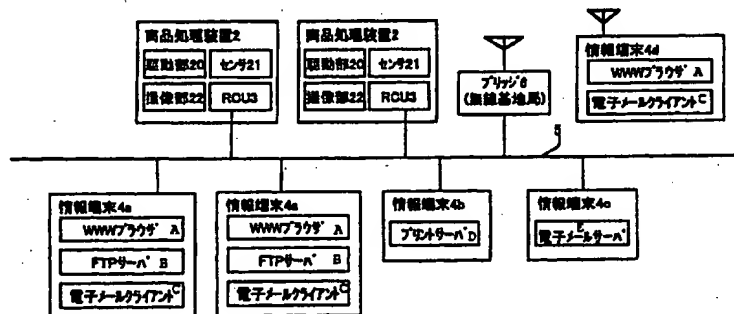 商品処理装置2
駆動部20 センサ21
撮像部22 RCU3
商品処理装置2
駆動部20 センサ21
撮像部22 RCU3
ブリッジ6
(無線基地局)
情報端末4d
WWWブラウザ A
電子メールクライアント C
5
情報端末4a
WWWブラウザ A
FTPサーバ B
電子メールクライアント C
情報端末4a
WWWブラウザ A
FTPサーバ B
電子メールクライアント C
情報端末4b
プリントサーバ D
情報端末4c
E
電子メールサーバ